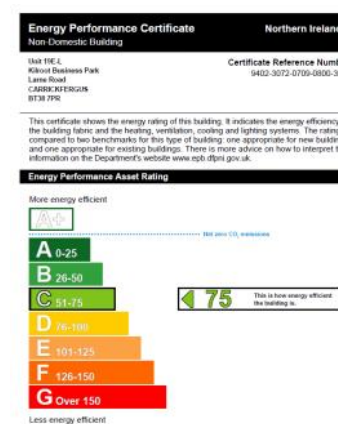 Energy Performance Certificate
Northern Irelan
Non-Domestic Building
Unit 19E-L
Kilroot Business Park
Larne Road
CARRICKFERGUS
BT38 7PR
Certificate Reference Numb
9402-3072-0709-0800-3
This certificate shows the energy rating of this building. It indicates the energy efficiency
the building fabric and the heating, ventilation, cooling and lighting systems. The rating
compared to two benchmarks for this type of building: one appropriate for new buildin
and one appropriate for existing buildings. There is more advice on how to interpret t
information on the Department's website www.epb.dfpni.gov.uk.
Energy Performance Asset Rating
More energy efficient
A+
Net zero CO₂ emissions
A 0-25
B 26-50
C 51-75
75
This is how energy efficient
the building is.
D 76-100
E 101-125
F 126-150
G Over 150
Less energy efficient